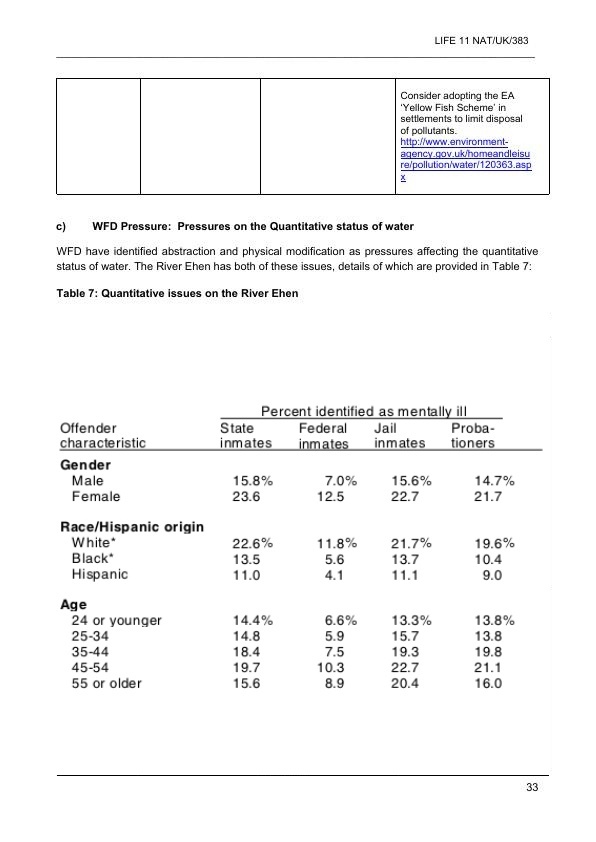 LIFE 11 NAT/UK/383
Consider adopting the EA
'Yellow Fish Scheme' in
settlements to limit disposal
of pollutants.
http://www.environment-
agency.gov.uk/homeandleisu
re/pollution/water/120363.asp
x
c) WFD Pressure: Pressures on the Quantitative status of water
WFD have identified abstraction and physical modification as pressures affecting the quantitative
status of water. The River Ehen has both of these issues, details of which are provided in Table 7:
Table 7: Quantitative issues on the River Ehen
Percent identified as mentally ill
Offender State Federal Jail Proba-
characteristic inmates inmates inmates tioners
Gender
Male 15.8% 7.0% 15.6% 14.7%
Female 23.6 12.5 22.7 21.7
Race/Hispanic origin
White* 22.6% 11.8% 21.7% 19.6%
Black* 13.5 5.6 13.7 10.4
Hispanic 11.0 4.1 11.1 9.0
Age
24 or younger 14.4% 6.6% 13.3% 13.8%
25-34 14.8 5.9 15.7 13.8
35-44 18.4 7.5 19.3 19.8
45-54 19.7 10.3 22.7 21.1
55 or older 15.6 8.9 20.4 16.0
33